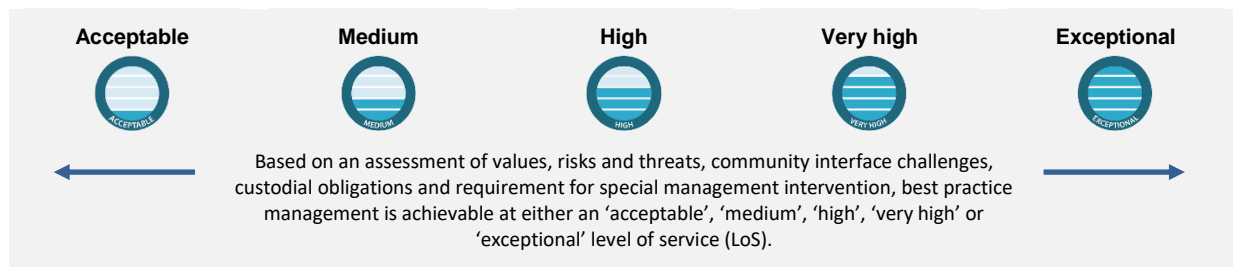 Acceptable Medium High Very high Exceptional
ACCEPTABLE MEDIUM HIGH VERY HIGH EXCEPTIONAL
Based on an assessment of values, risks and threats, community interface challenges,
custodial obligations and requirement for special management intervention, best practice
management is achievable at either an ‘acceptable’, ‘medium’, ‘high’, ‘very high’ or
‘exceptional’ level of service (LoS).